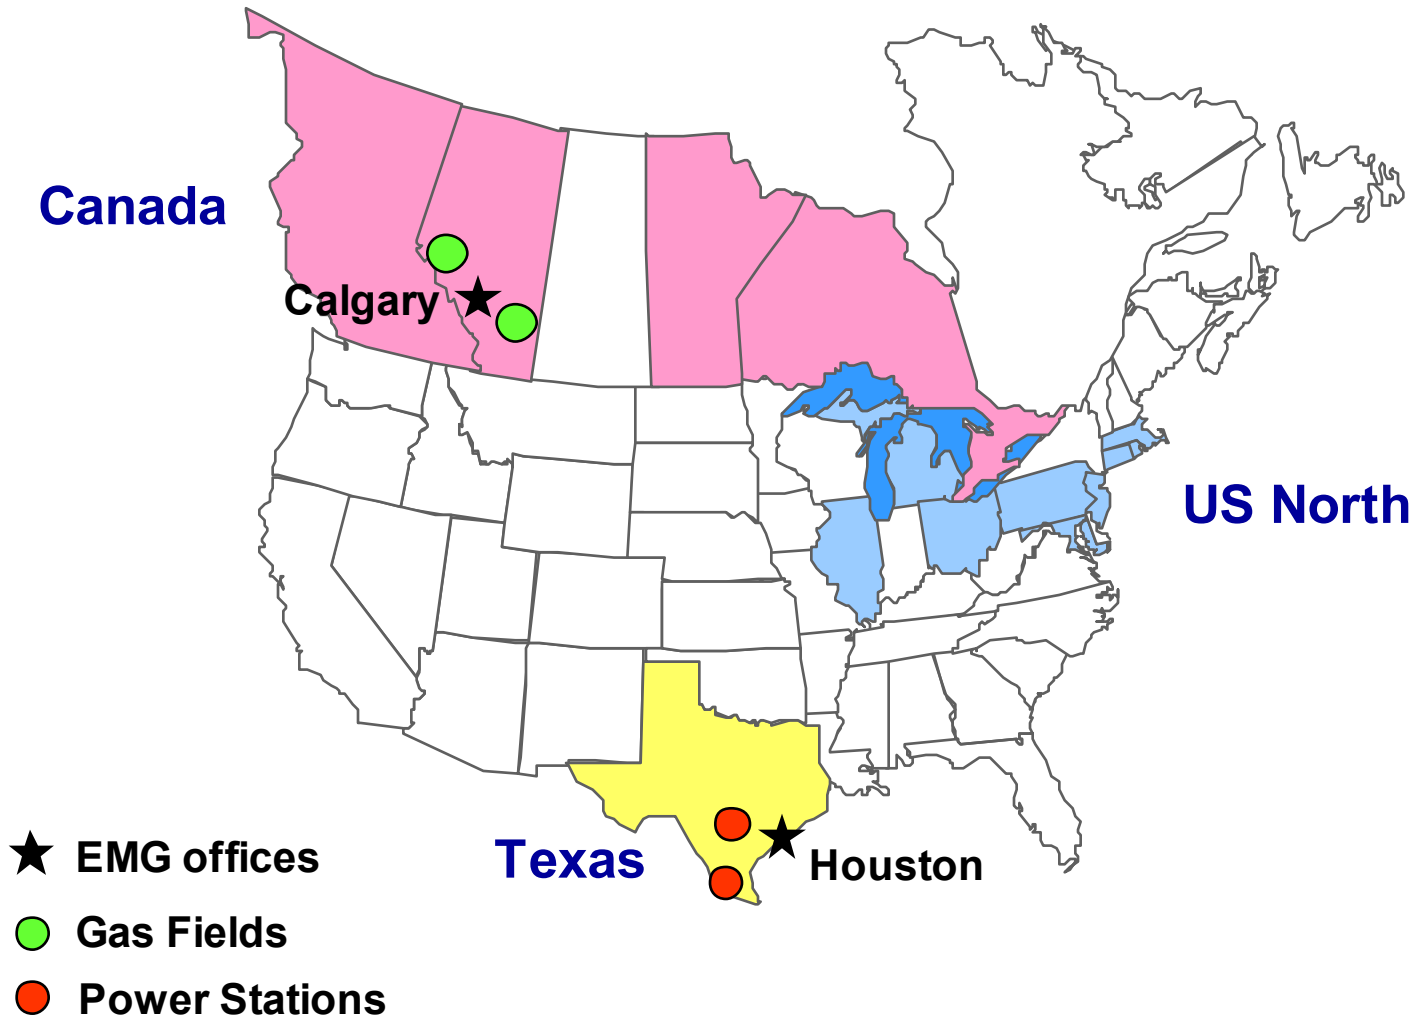 Canada
Calgary
US North
Texas
Houston
EMG offices
Gas Fields
Power Stations